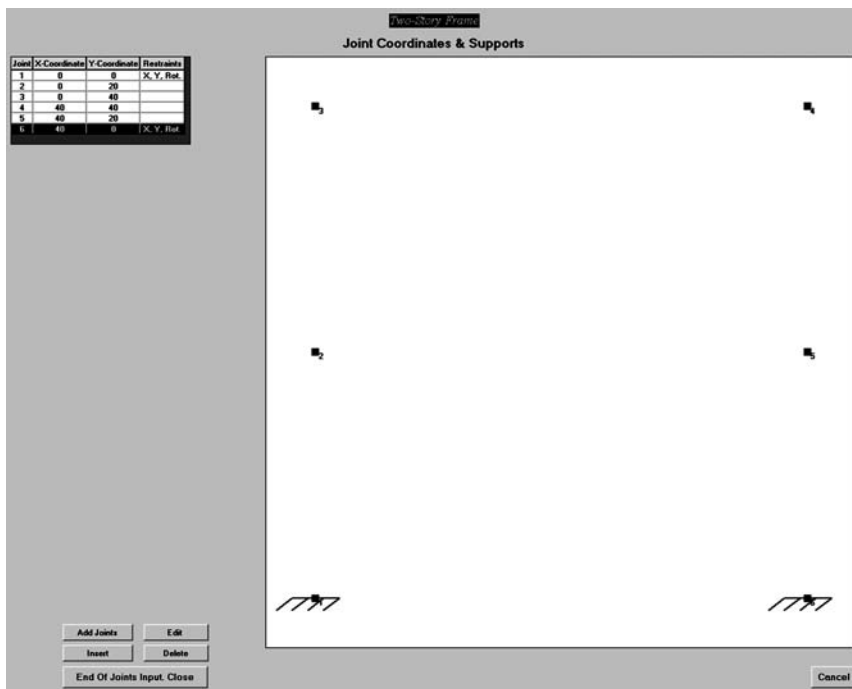 Two-Story Frame
Joint Coordinates & Supports
Joint X-Coordinate Y-Coordinate Restraints
1 0 0 X, Y, Rot.
2 0 20
3 0 40
4 40 40
5 40 20
6 40 0 X, Y, Rot.
3 4
2 5
1 6
Add Joints Edit
Insert Delete
End Of Joints Input. Close
Cancel